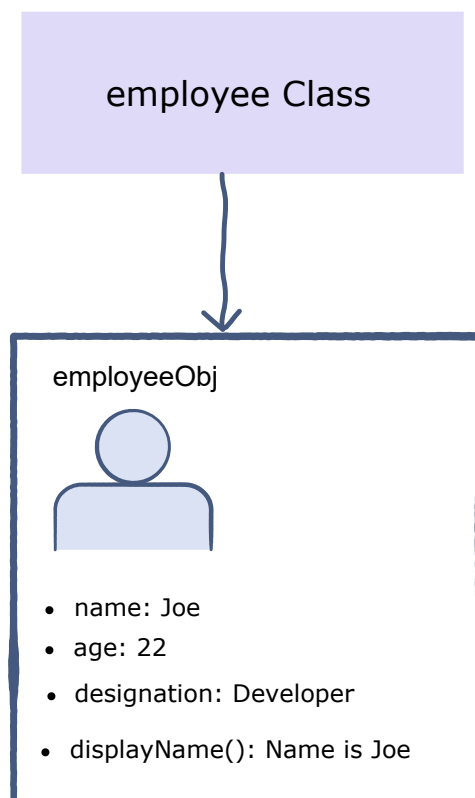 employee Class
employeeObj
• name: Joe
• age: 22
• designation: Developer
• displayName(): Name is Joe